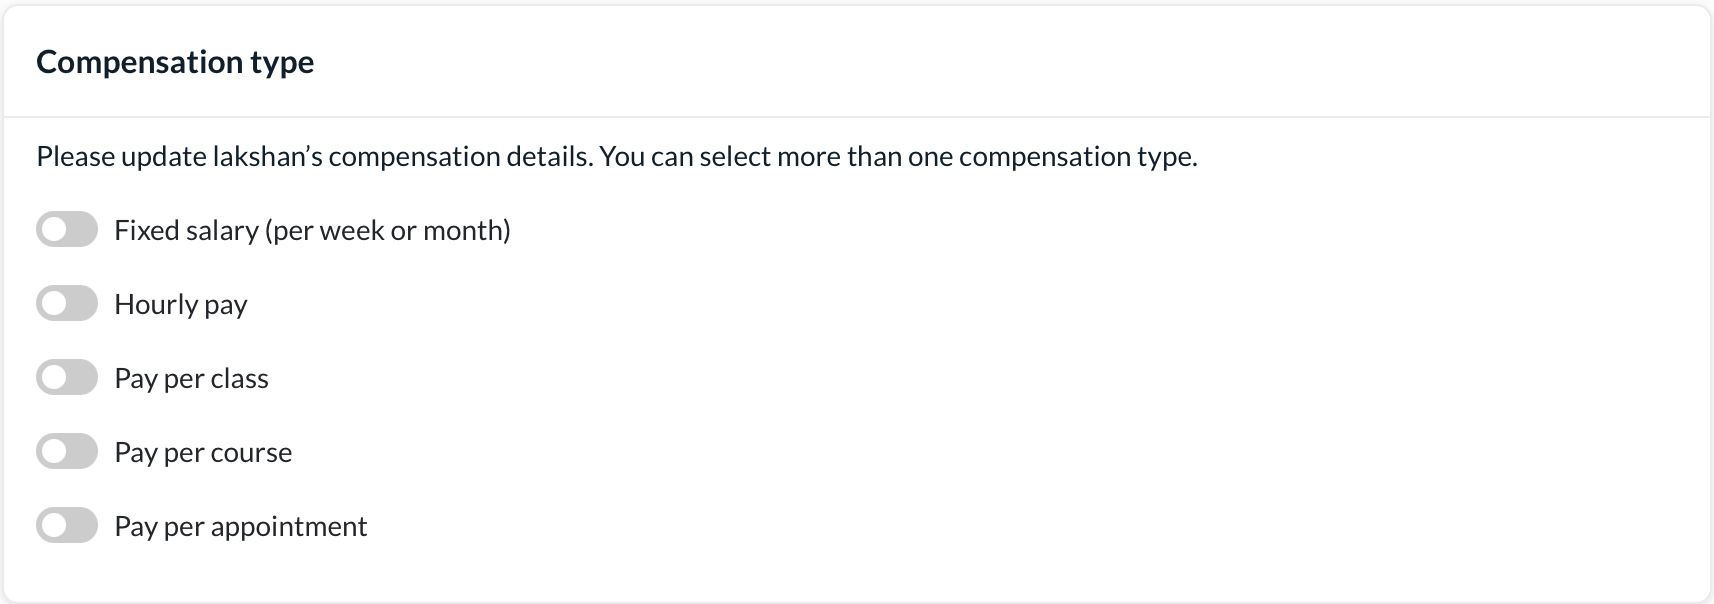 Compensation type
Please update lakshan’s compensation details. You can select more than one compensation type.
Fixed salary (per week or month)
Hourly pay
Pay per class
Pay per course
Pay per appointment